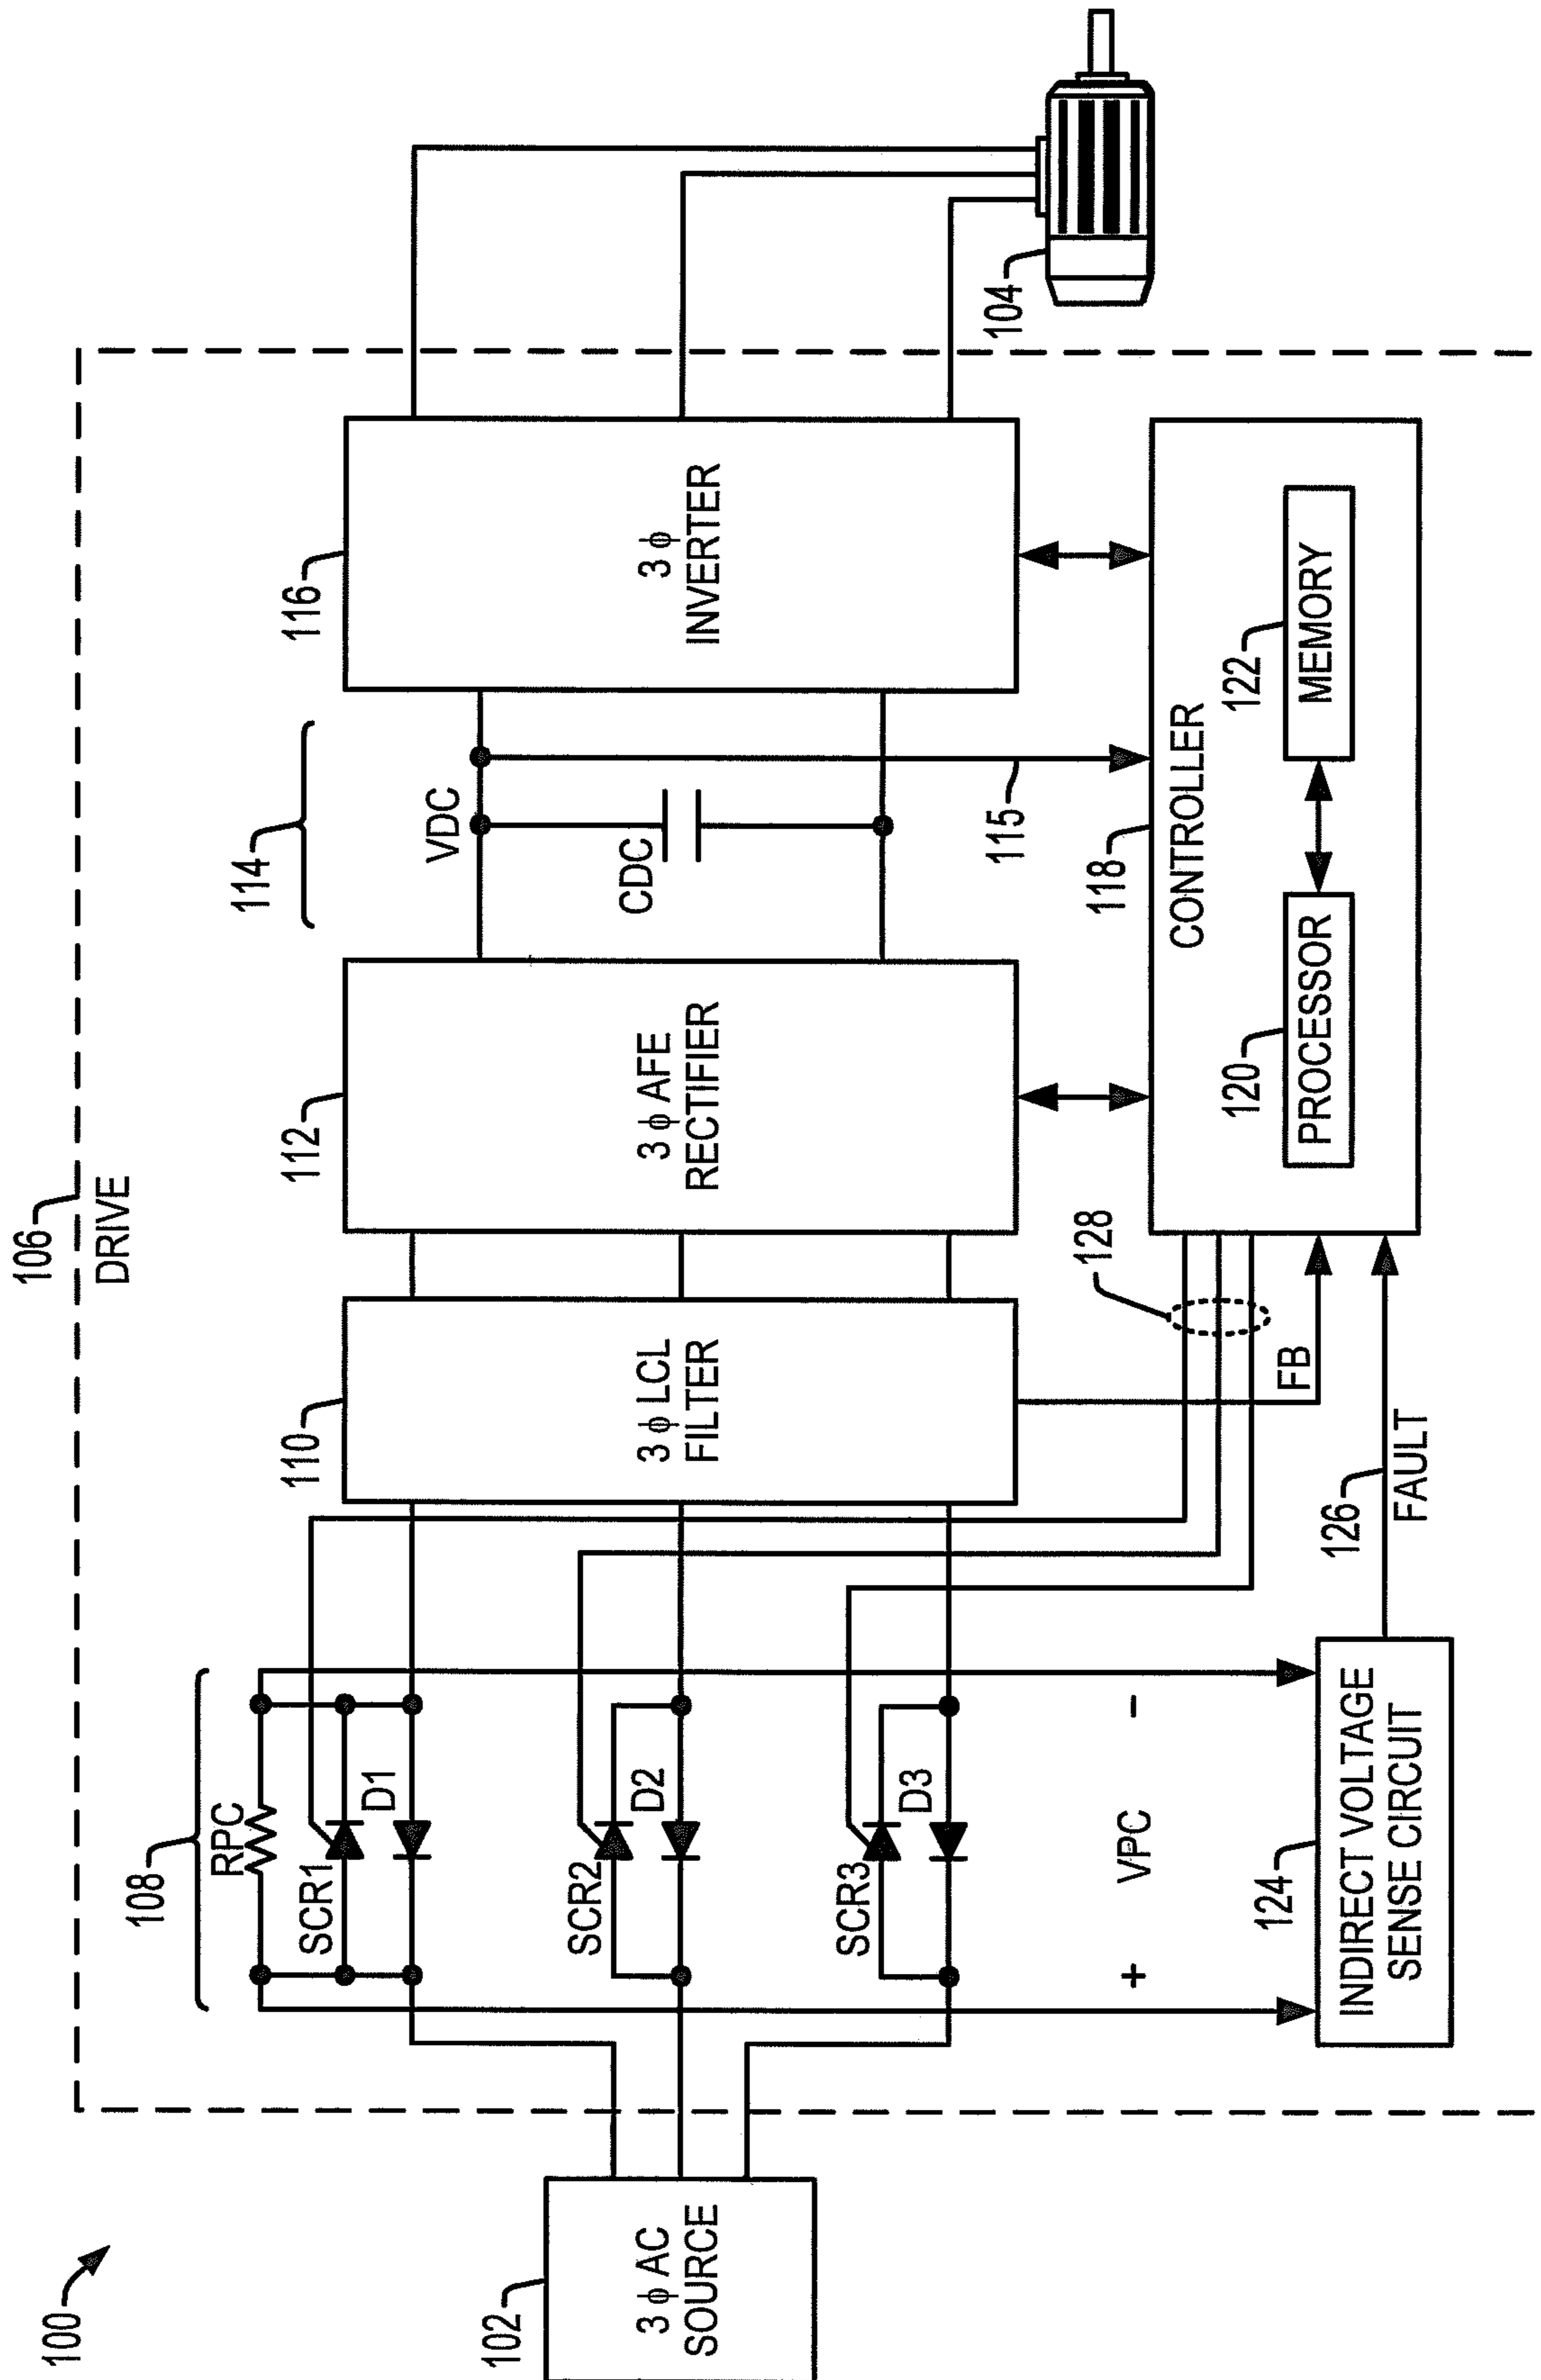 100
106
DRIVE
102
3 ϕ AC
SOURCE
108
RPC
SCR1
D1
SCR2
D2
SCR3
D3
+ VPC −
124
INDIRECT VOLTAGE
SENSE CIRCUIT
126
FAULT
110
3 ϕ LCL
FILTER
FB
128
112
3 ϕ AFE
RECTIFIER
114
VDC
CDC
115
116
3 ϕ
INVERTER
118
CONTROLLER
120
PROCESSOR
122
MEMORY
104